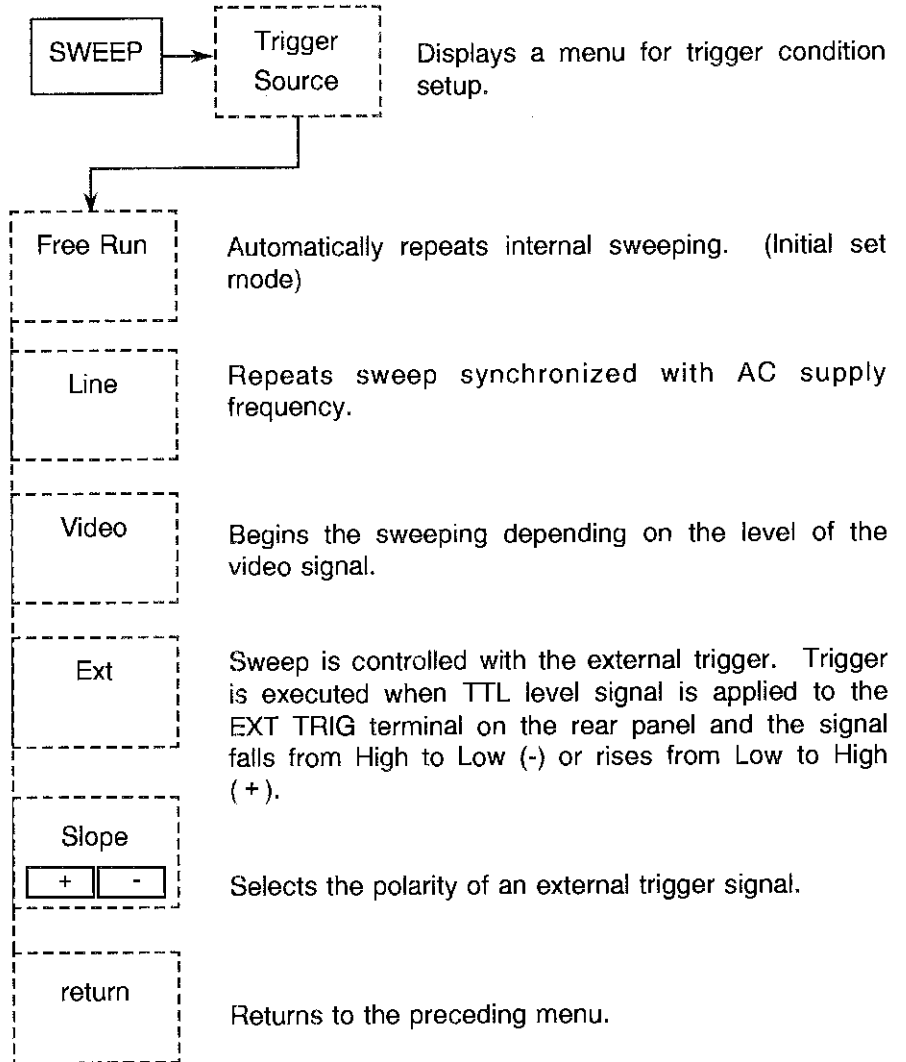 SWEEP
Trigger
Source
Displays a menu for trigger condition
setup.
Free Run
Automatically repeats internal sweeping. (Initial set
mode)
Line
Repeats sweep synchronized with AC supply
frequency.
Video
Begins the sweeping depending on the level of the
video signal.
Ext
Sweep is controlled with the external trigger. Trigger
is executed when TTL level signal is applied to the
EXT TRIG terminal on the rear panel and the signal
falls from High to Low (-) or rises from Low to High
(+).
Slope
+ -
Selects the polarity of an external trigger signal.
return
Returns to the preceding menu.